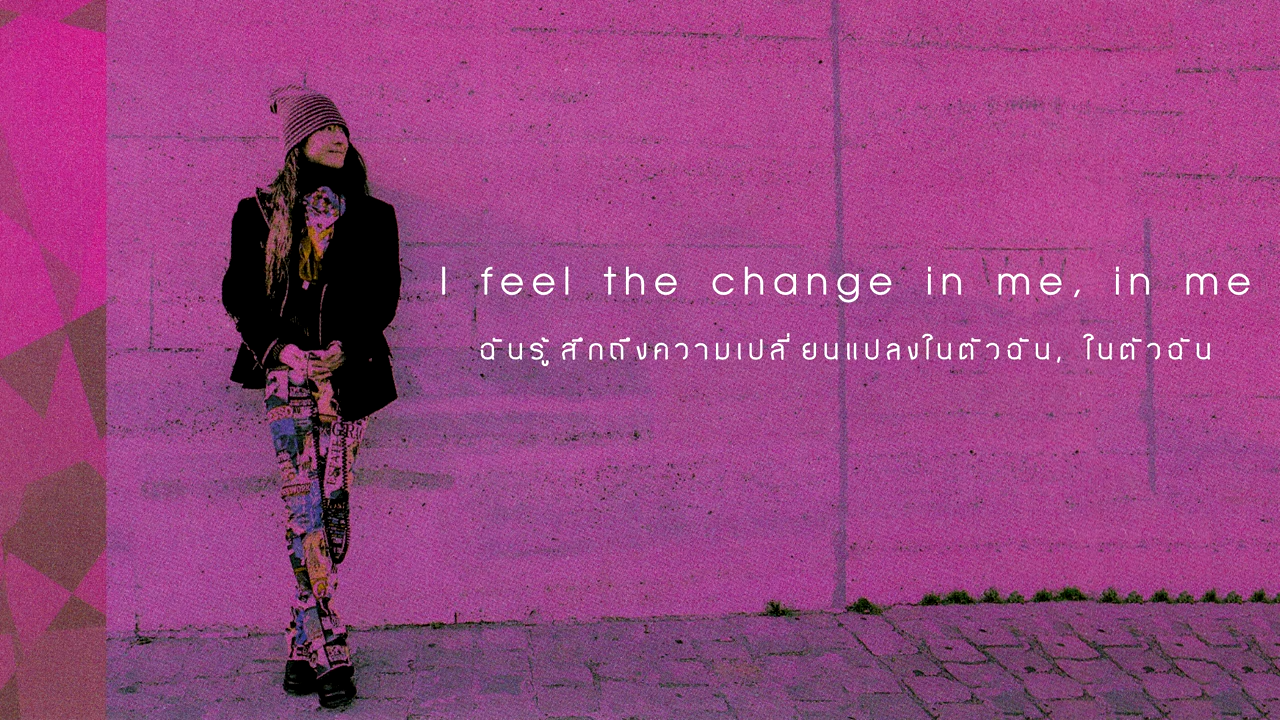 I feel the change in me, in me
ฉันรู้สึกถึงความเปลี่ยนแปลงในตัวฉัน, ในตัวฉัน